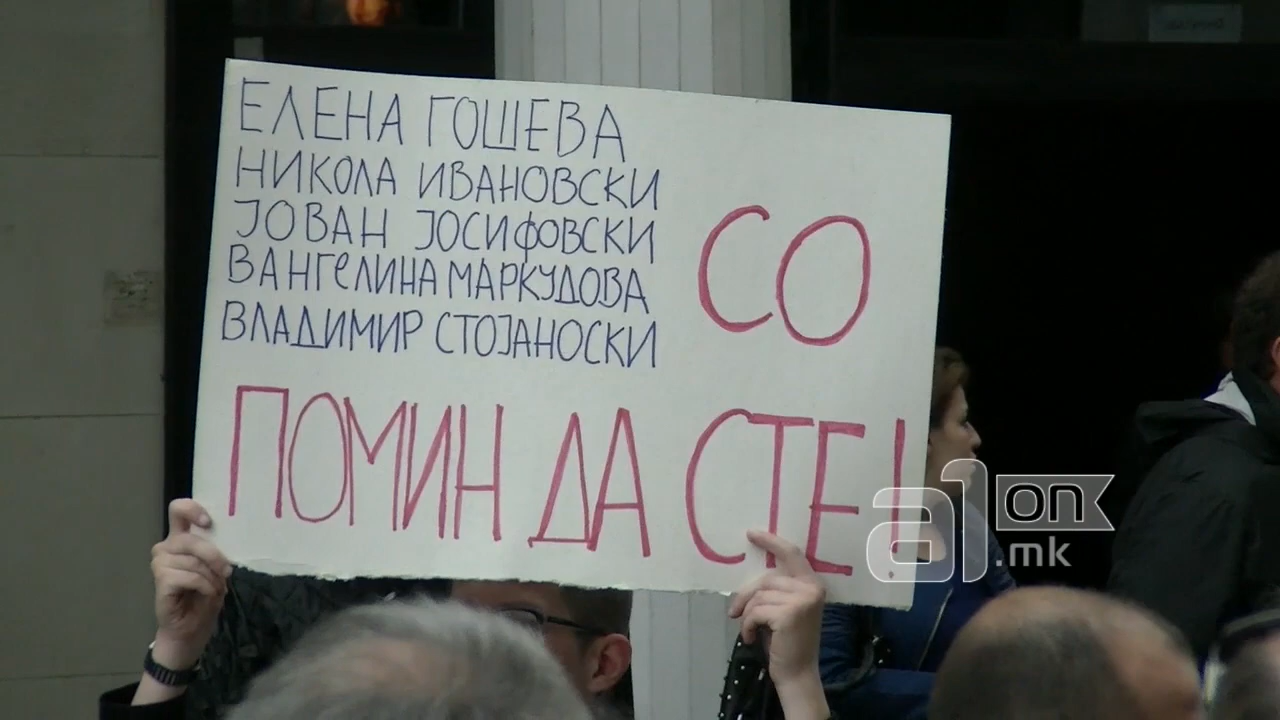 ЕЛЕНА ГОШЕВА
НИКОЛА ИВАНОВСКИ
ЈОВАН ЈОСИФОВСКИ
ВАНГЕЛИНА МАРКУДОВА
ВЛАДИМИР СТОЈАНОСКИ
СО
ПОМИН ДА СТЕ!
a1on
.mk